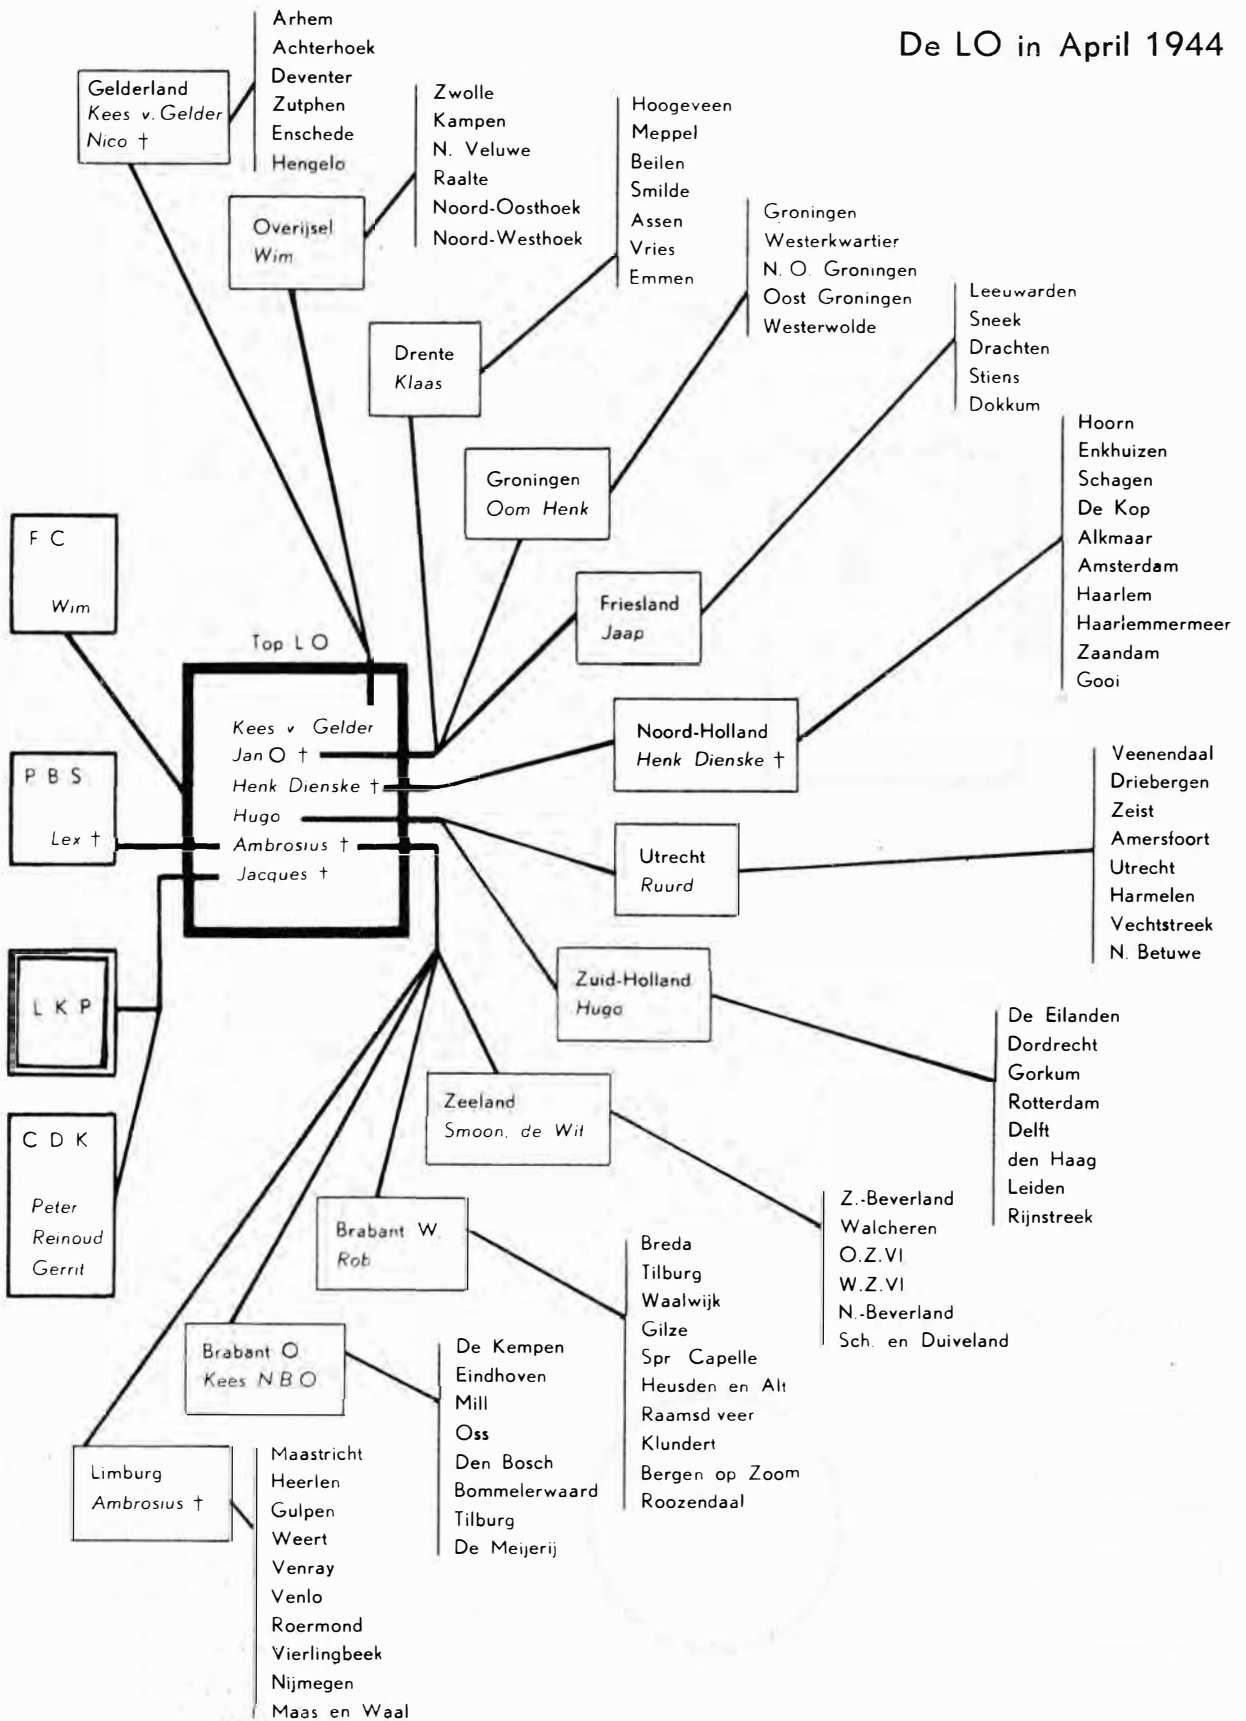 De LO in April 1944
Gelderland
Kees v. Gelder
Nico †
Arhem
Achterhoek
Deventer
Zutphen
Enschede
Hengelo
Overijsel
Wim
Zwolle
Kampen
N. Veluwe
Raalte
Noord-Oosthoek
Noord-Westhoek
Drente
Klaas
Hoogeveen
Meppel
Beilen
Smilde
Assen
Vries
Emmen
Groningen
Oom Henk
Groningen
Westerkwartier
N. O. Groningen
Oost Groningen
Westerwolde
Friesland
Jaap
Leeuwarden
Sneek
Drachten
Stiens
Dokkum
Noord-Holland
Henk Dienske †
Hoorn
Enkhuizen
Schagen
De Kop
Alkmaar
Amsterdam
Haarlem
Haarlemmermeer
Zaandam
Gooi
F C
Wim
P B S
Lex †
L K P
C D K
Peter
Reinoud
Gerrit
Top L O
Kees v Gelder
Jan O †
Henk Dienske †
Hugo
Ambrosius †
Jacques †
Utrecht
Ruurd
Veenendaal
Driebergen
Zeist
Amersfoort
Utrecht
Harmelen
Vechtstreek
N. Betuwe
Zuid-Holland
Hugo
De Eilanden
Dordrecht
Gorkum
Rotterdam
Delft
den Haag
Leiden
Rijnstreek
Zeeland
Smoon. de Wit
Z.-Beverland
Walcheren
O.Z.Vl
W.Z.Vl
N.-Beverland
Sch. en Duiveland
Brabant W.
Rob
Breda
Tilburg
Waalwijk
Gilze
Spr Capelle
Heusden en Alt
Raamsd veer
Klundert
Bergen op Zoom
Roozendaal
Brabant O.
Kees N B O
De Kempen
Eindhoven
Mill
Oss
Den Bosch
Bommelerwaard
Tilburg
De Meijerij
Limburg
Ambrosius †
Maastricht
Heerlen
Gulpen
Weert
Venray
Venlo
Roermond
Vierlingbeek
Nijmegen
Maas en Waal